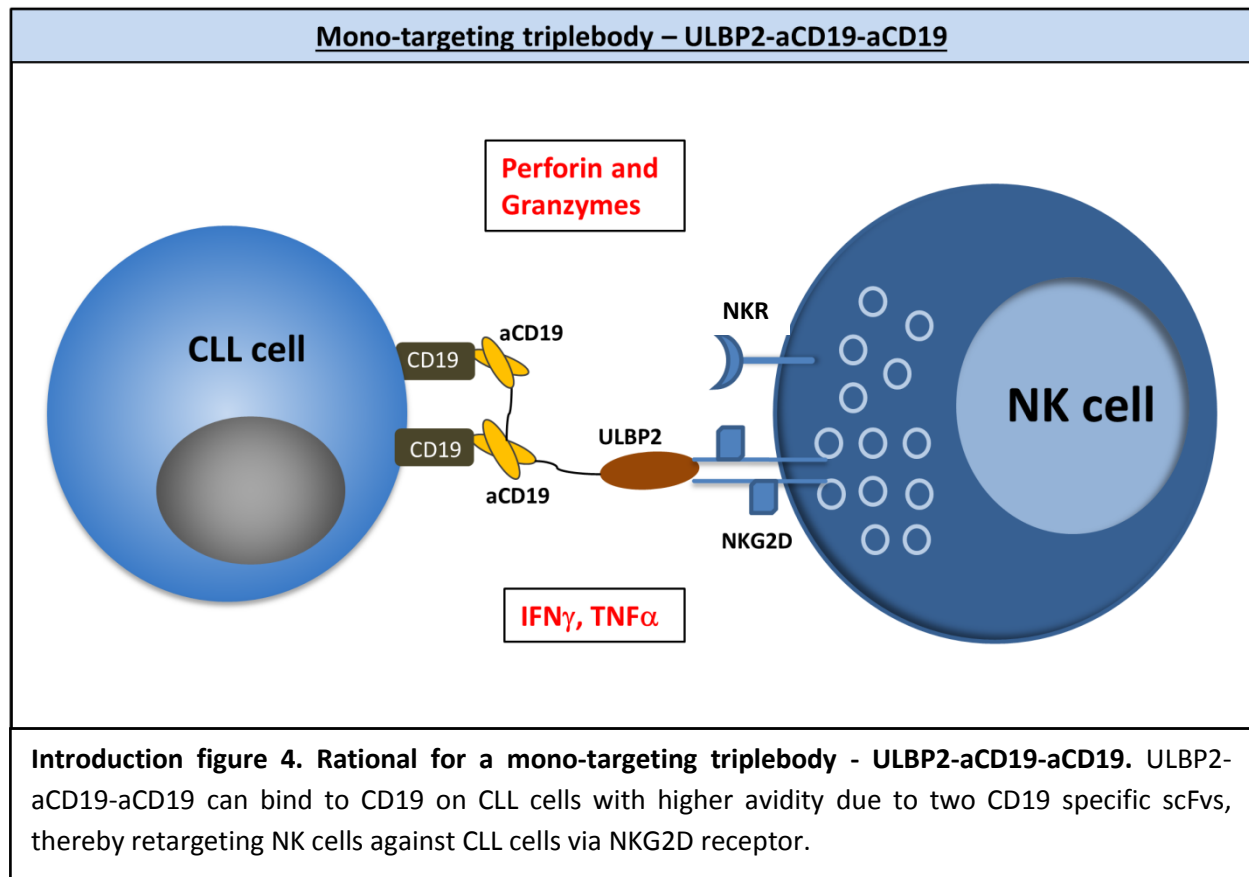 Mono-targeting triplebody – ULBP2-aCD19-aCD19
Perforin and
Granzymes
NKR
aCD19
CLL cell
CD19
NK cell
ULBP2
CD19
aCD19
NKG2D
IFNγ, TNFα
Introduction figure 4. Rational for a mono-targeting triplebody - ULBP2-aCD19-aCD19. ULBP2-
aCD19-aCD19 can bind to CD19 on CLL cells with higher avidity due to two CD19 specific scFvs,
thereby retargeting NK cells against CLL cells via NKG2D receptor.